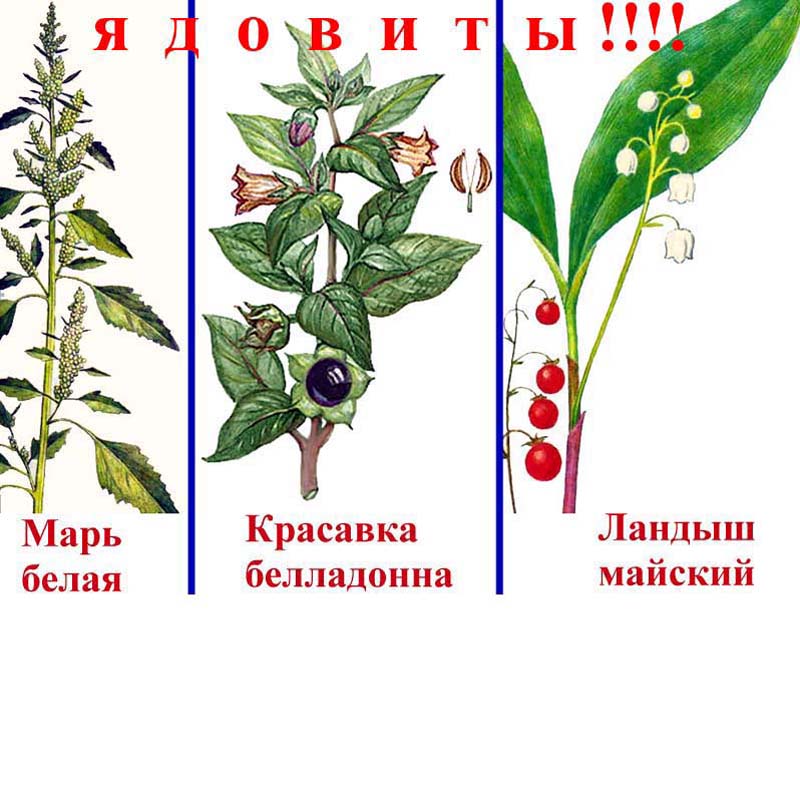 я д о в и т ы !!!!
Марь
белая
Красавка
белладонна
Ландыш
майский